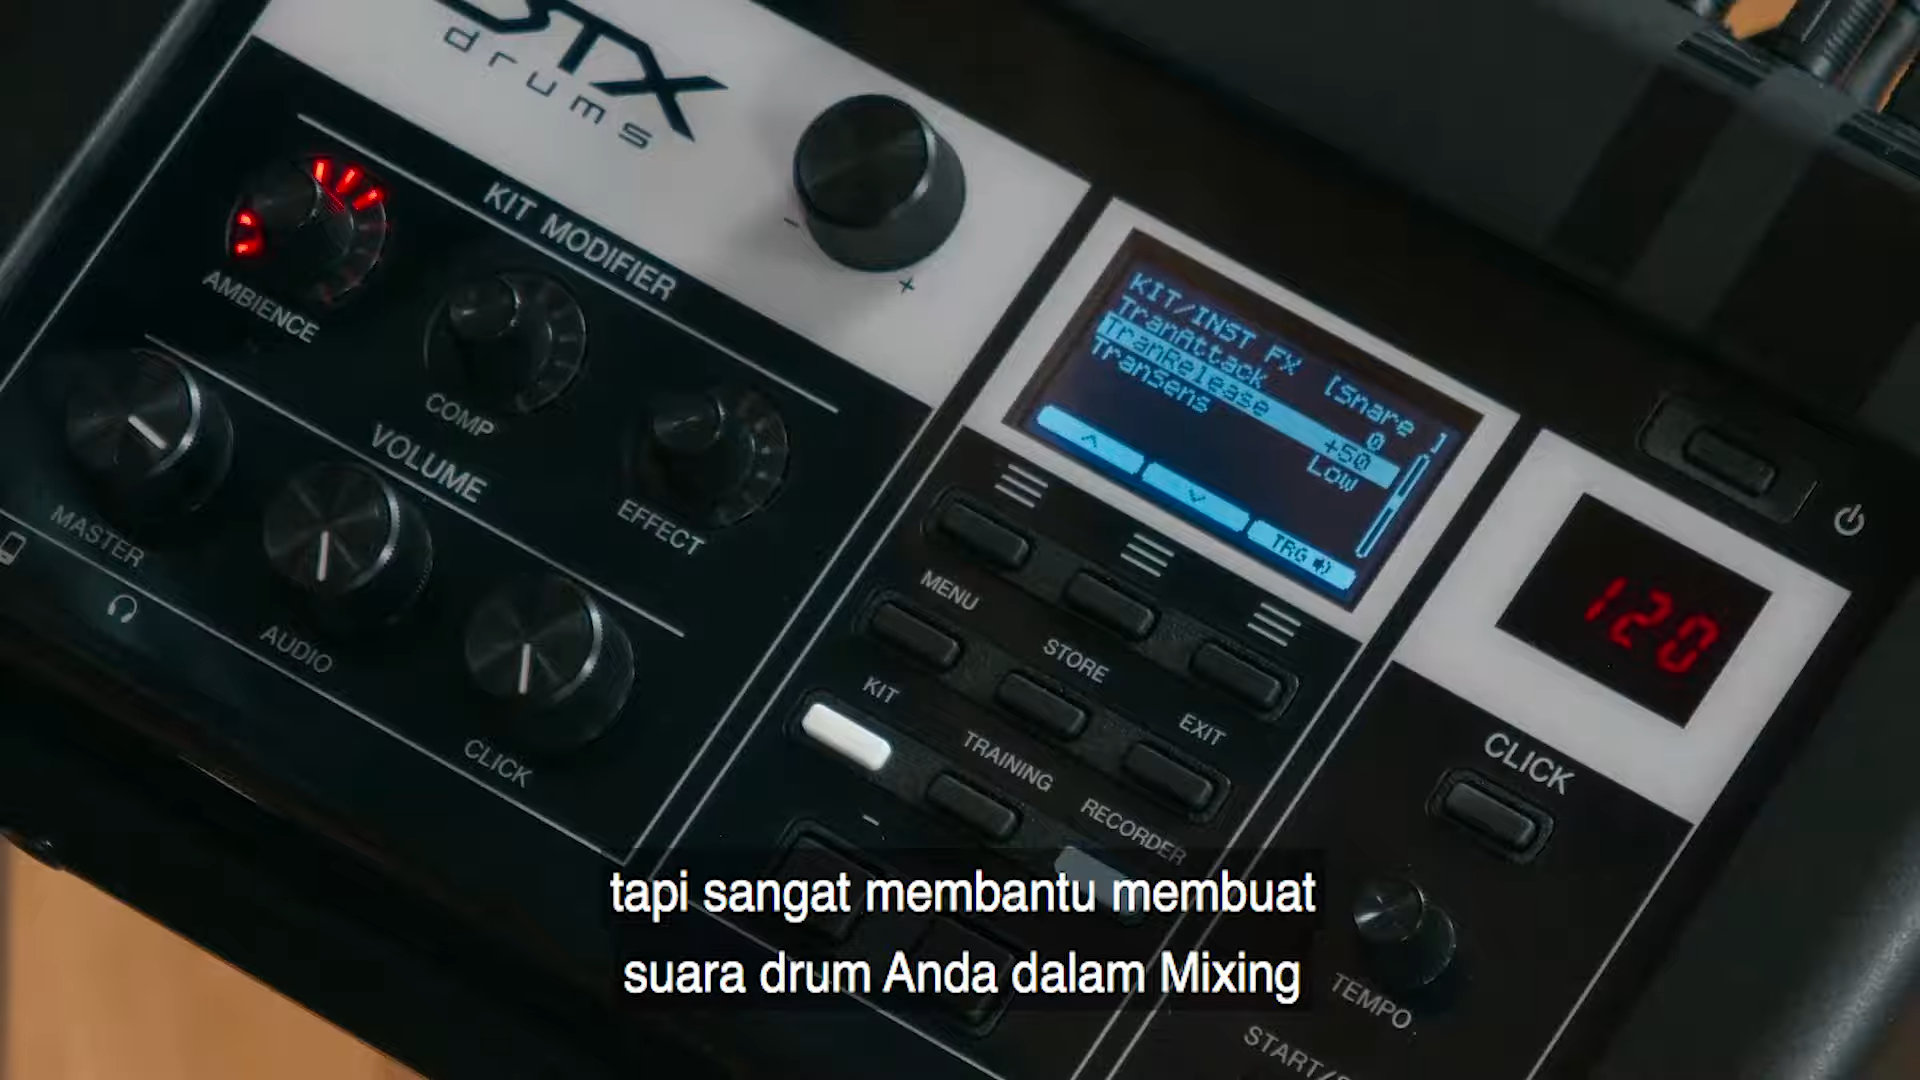 DTX
drums
KIT MODIFIER
AMBIENCE
COMP
EFFECT
VOLUME
MASTER
AUDIO
CLICK
-
+
KIT/INST FX [Snare ]
TranAttack 0
TranRelease +50
TranSens Low
TRG
MENU
STORE
EXIT
KIT
TRAINING
RECORDER
-
120
CLICK
TEMPO
START/
tapi sangat membantu membuat
suara drum Anda dalam Mixing